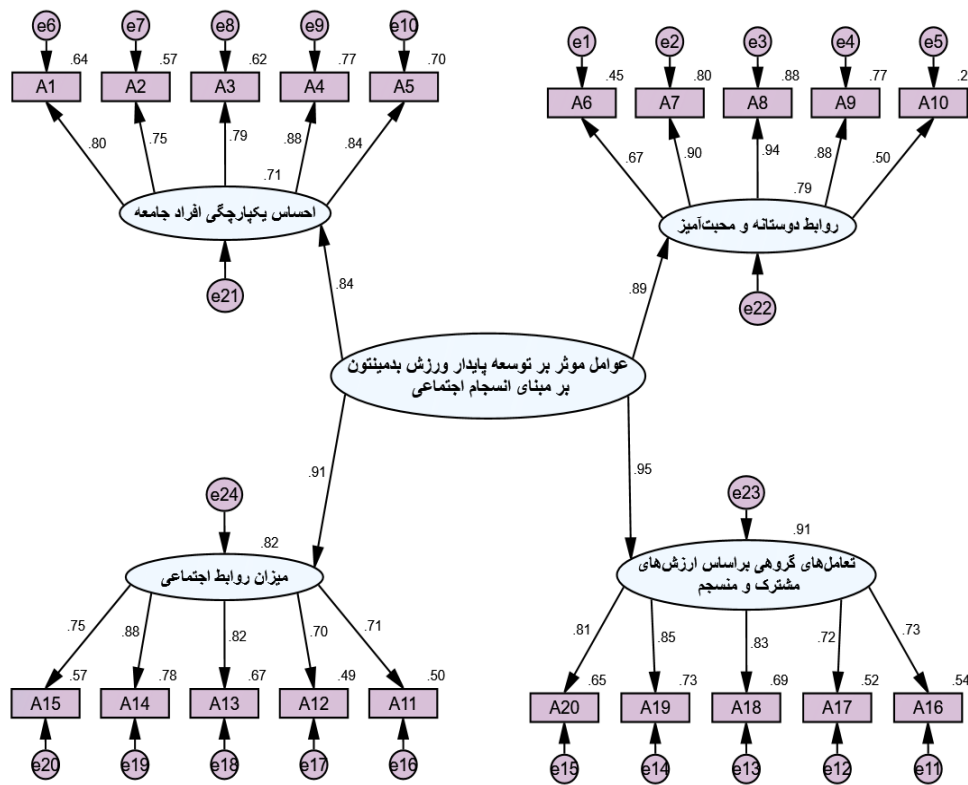 e6 e7 e8 e9 e10
.64 .57 .62 .77 .70
A1 A2 A3 A4 A5
.80 .75 .79 .88 .84
.71
احساس یکپارچگی افراد جامعه
e21
.84
e1 e2 e3 e4 e5
.45 .80 .88 .77 .2
A6 A7 A8 A9 A10
.67 .90 .94 .88 .50
.79
روابط دوستانه و محبت‌آمیز
e22
.89
عوامل موثر بر توسعه پایدار ورزش بدمینتون
بر مبنای انسجام اجتماعی
.91
e24
.82
میزان روابط اجتماعی
.75 .88 .82 .70 .71
.57 .78 .67 .49 .50
A15 A14 A13 A12 A11
e20 e19 e18 e17 e16
.95
e23
.91
تعامل‌های گروهی براساس ارزش‌های
مشترک و منسجم
.81 .85 .83 .72 .73
.65 .73 .69 .52 .54
A20 A19 A18 A17 A16
e15 e14 e13 e12 e11